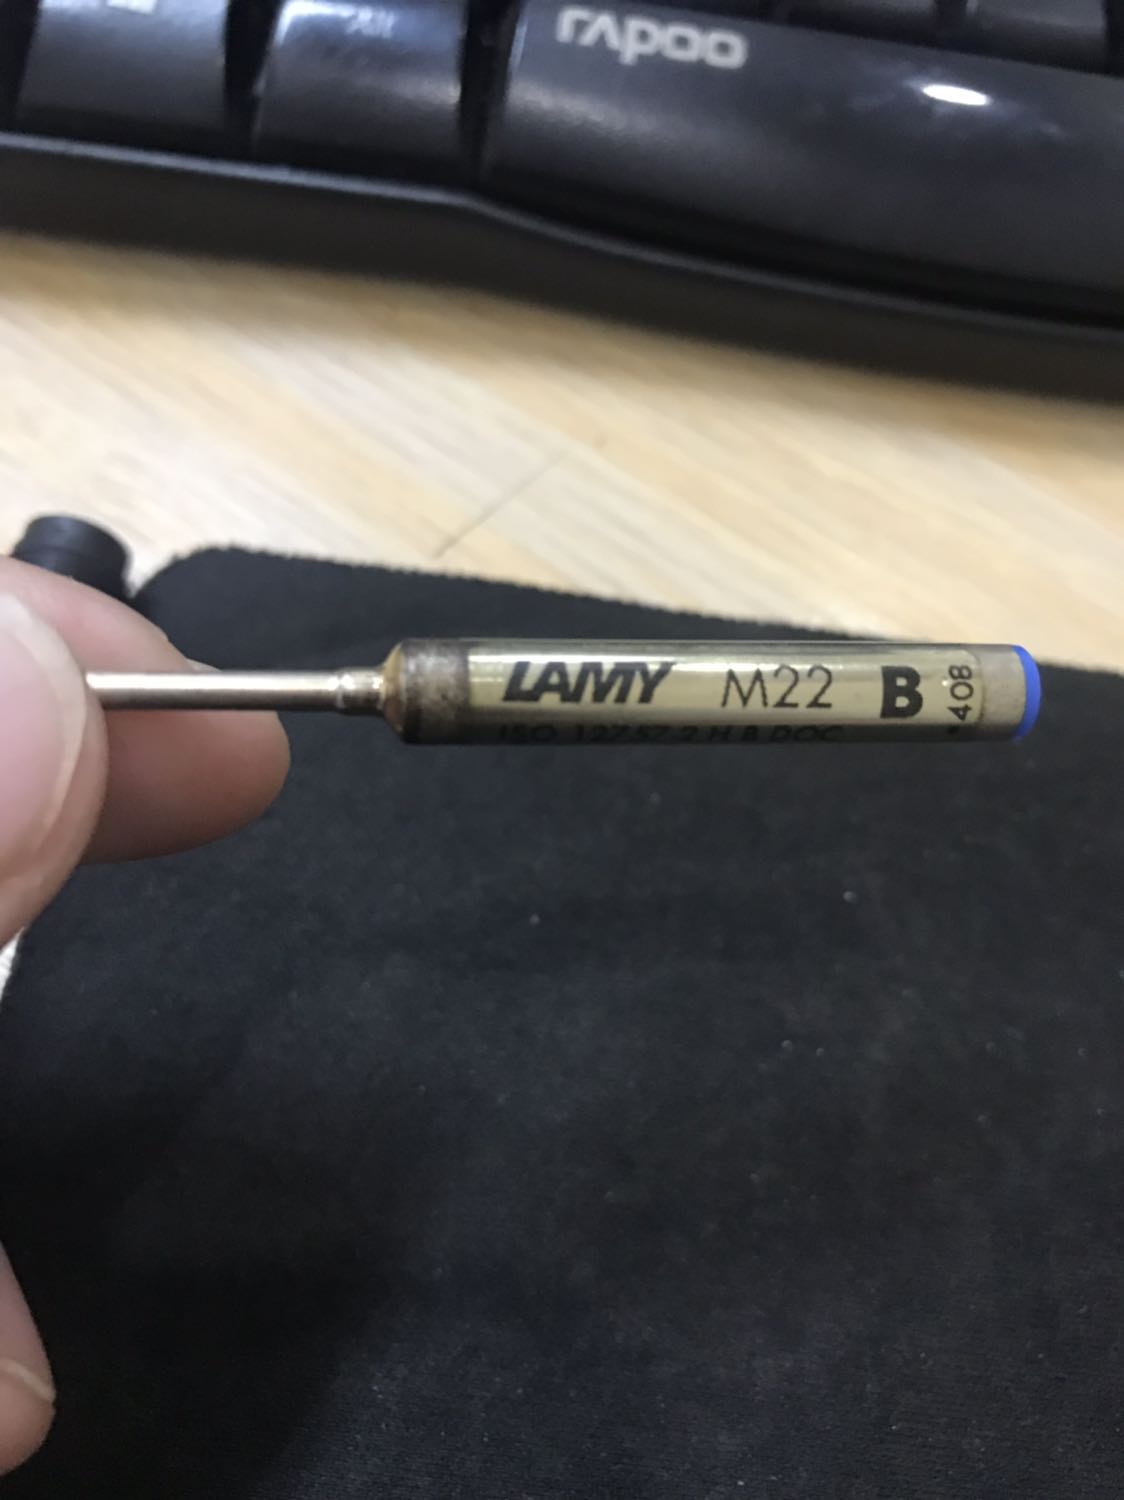 rapoo
LAMY M22 B 408
ISO 12757-2 H B DOC